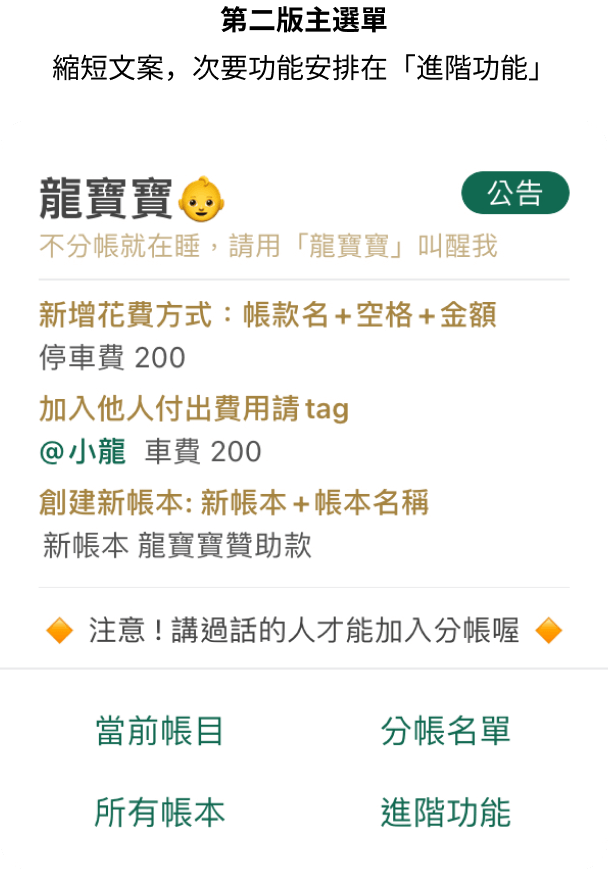 第二版主選單
縮短文案，次要功能安排在「進階功能」
龍寶寶👶
公告
不分帳就在睡，請用「龍寶寶」叫醒我
新增花費方式：帳款名+空格+金額
停車費 200
加入他人付出費用請tag
@小龍 車費 200
創建新帳本: 新帳本+帳本名稱
新帳本 龍寶寶贊助款
🔶 注意 ! 講過話的人才能加入分帳喔 🔶
當前帳目
分帳名單
所有帳本
進階功能